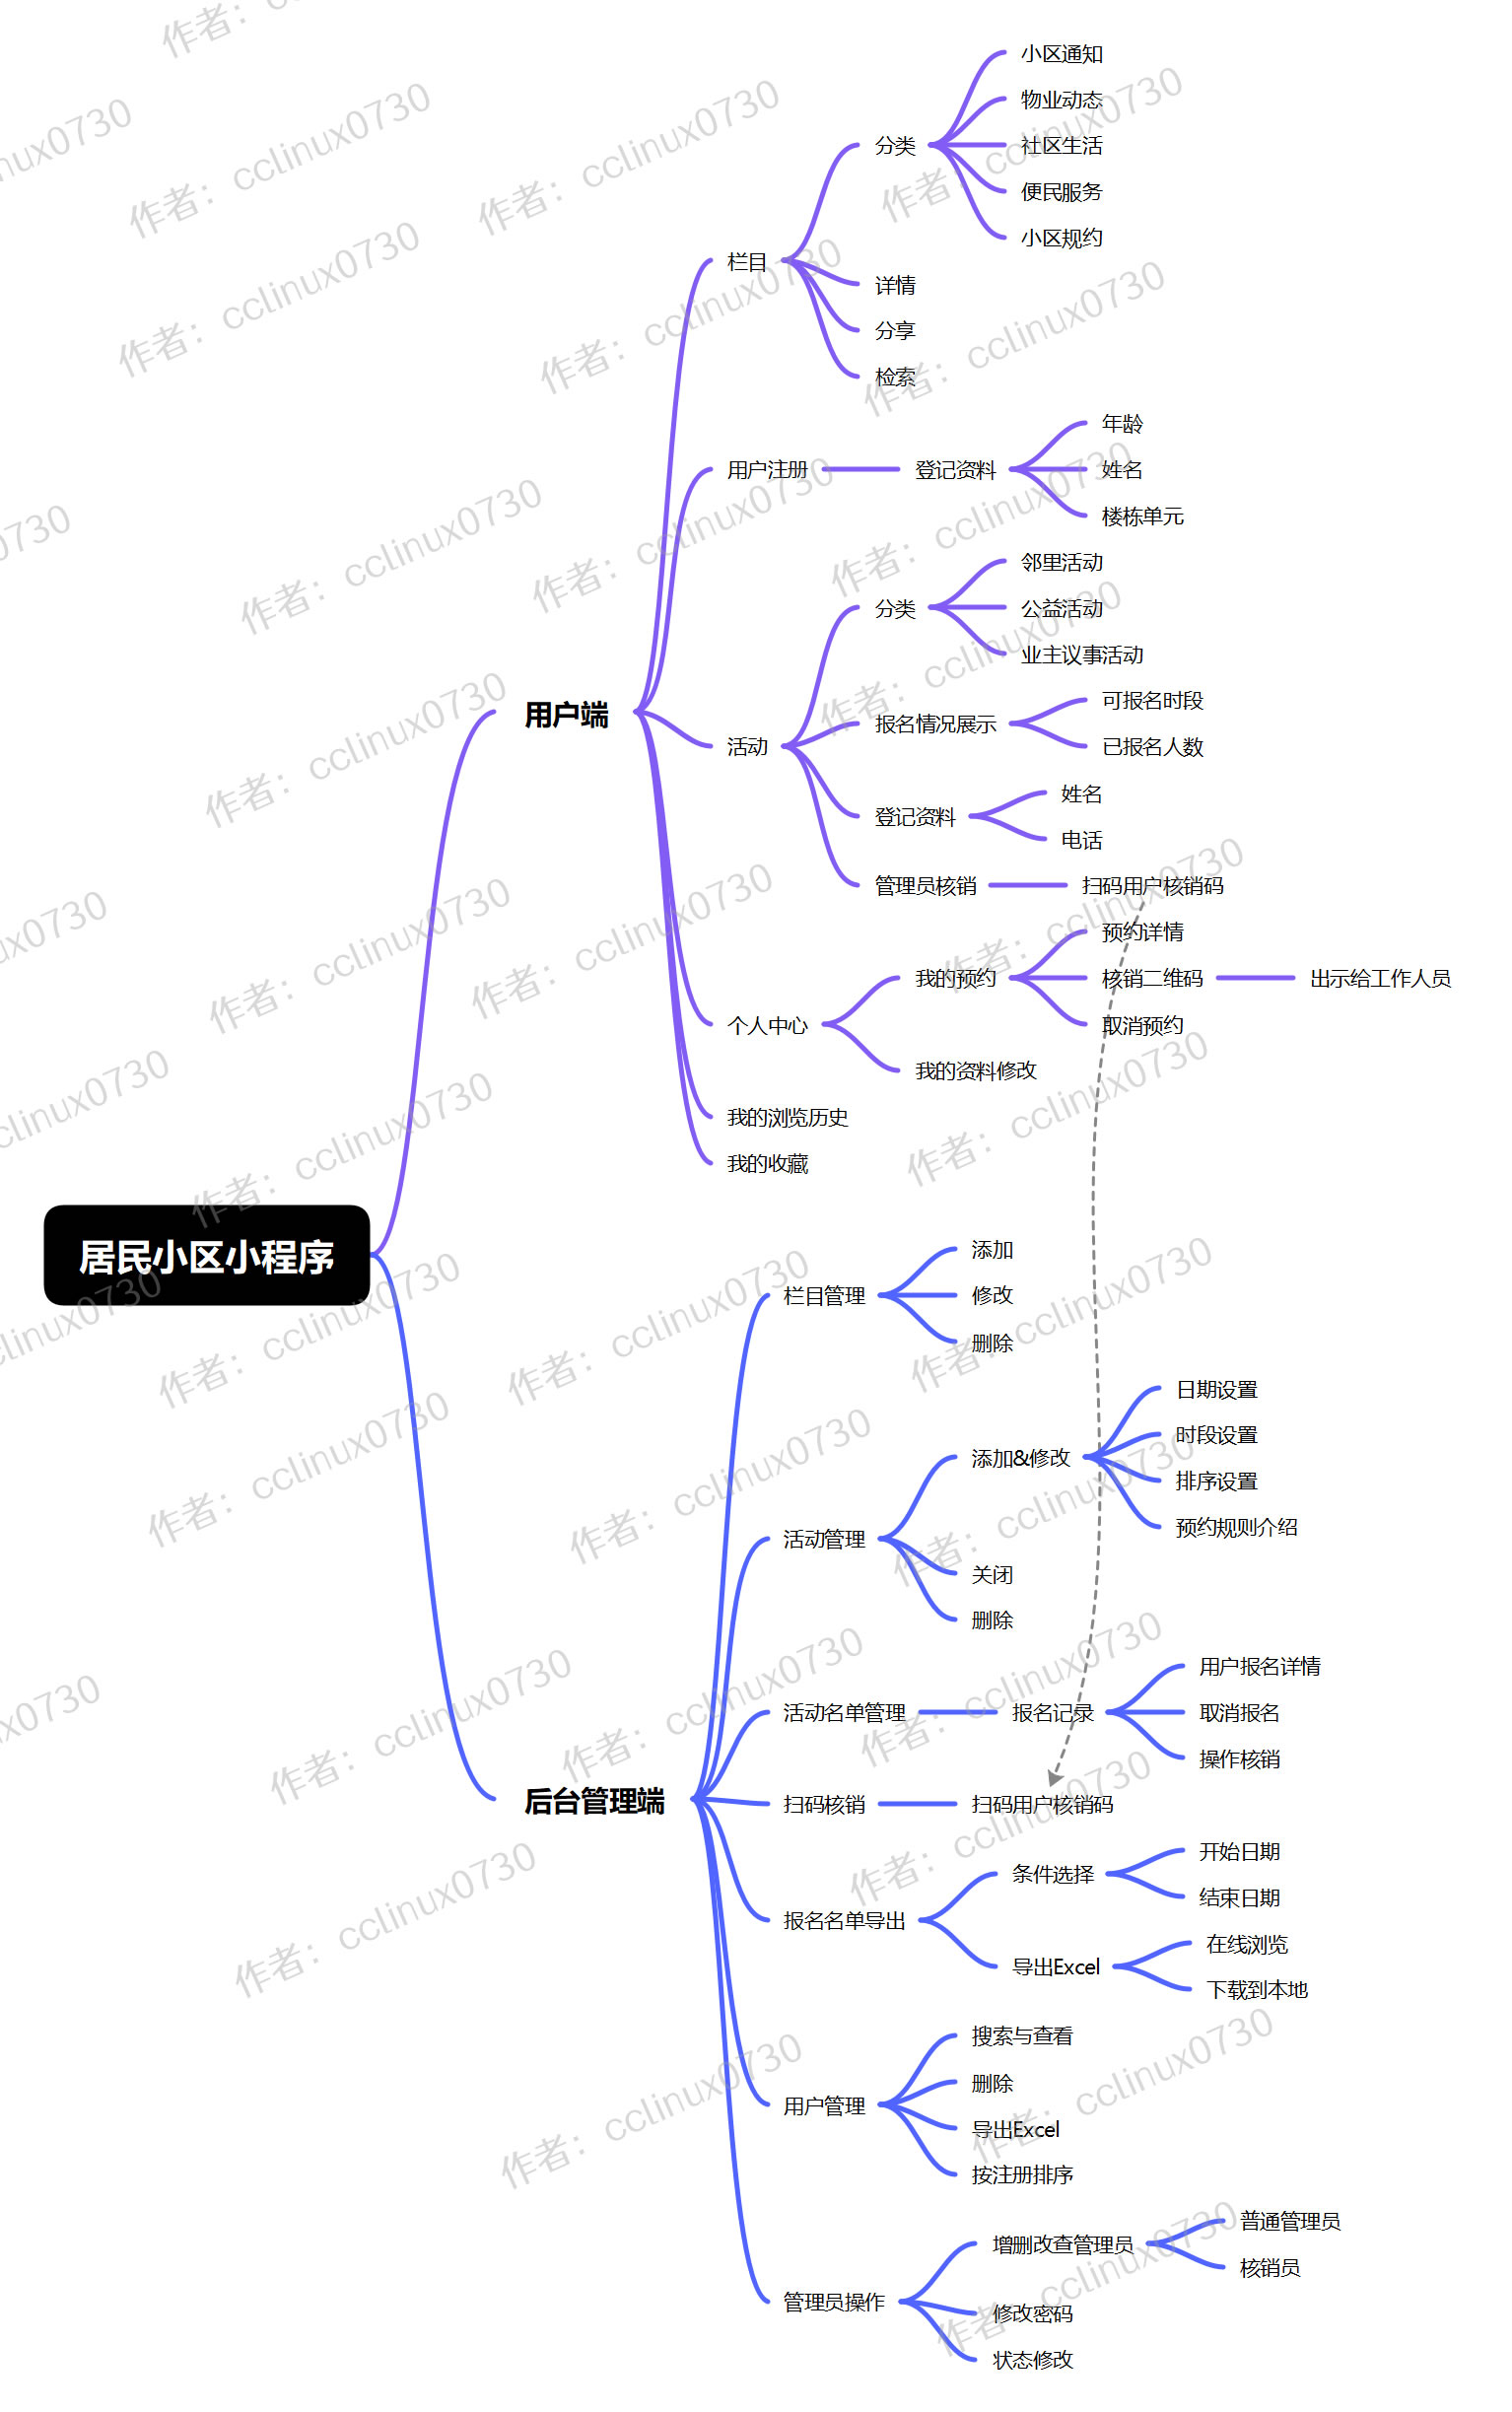 居民小区小程序
用户端
栏目
分类
小区通知
物业动态
社区生活
便民服务
小区规约
详情
分享
检索
用户注册
登记资料
年龄
姓名
楼栋单元
活动
分类
邻里活动
公益活动
业主议事活动
报名情况展示
可报名时段
已报名人数
登记资料
姓名
电话
管理员核销
扫码用户核销码
个人中心
我的预约
预约详情
核销二维码
出示给工作人员
取消预约
我的资料修改
我的浏览历史
我的收藏
后台管理端
栏目管理
添加
修改
删除
活动管理
添加&修改
日期设置
时段设置
排序设置
预约规则介绍
关闭
删除
活动名单管理
报名记录
用户报名详情
取消报名
操作核销
扫码核销
扫码用户核销码
报名名单导出
条件选择
开始日期
结束日期
导出Excel
在线浏览
下载到本地
用户管理
搜索与查看
删除
导出Excel
按注册排序
管理员操作
增删改查管理员
普通管理员
核销员
修改密码
状态修改
作者：cclinux0730